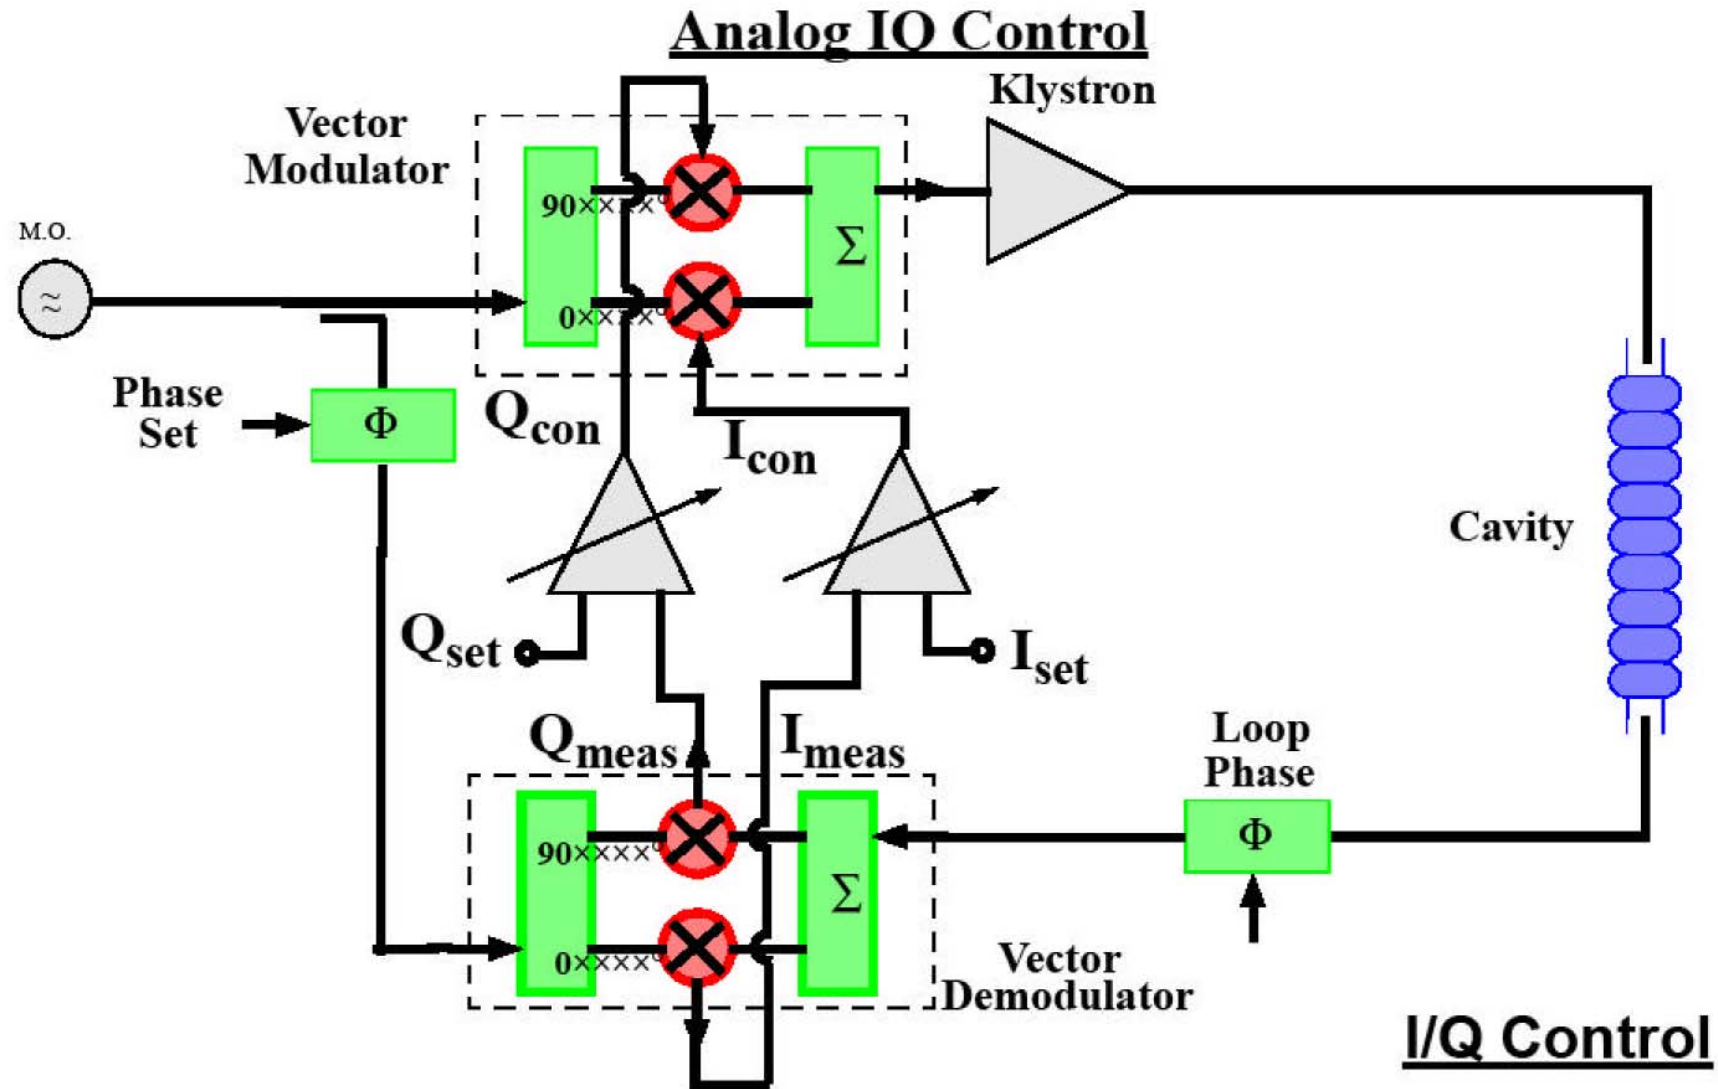 Analog IQ Control
Klystron
Vector
Modulator
90××××°
Σ
M.O.
≈
0××××°
Phase
Set
Φ
Qcon
Icon
Cavity
Qset
Iset
Qmeas
Imeas
Loop
Phase
Φ
90××××°
Σ
0××××°
Vector
Demodulator
I/Q Control